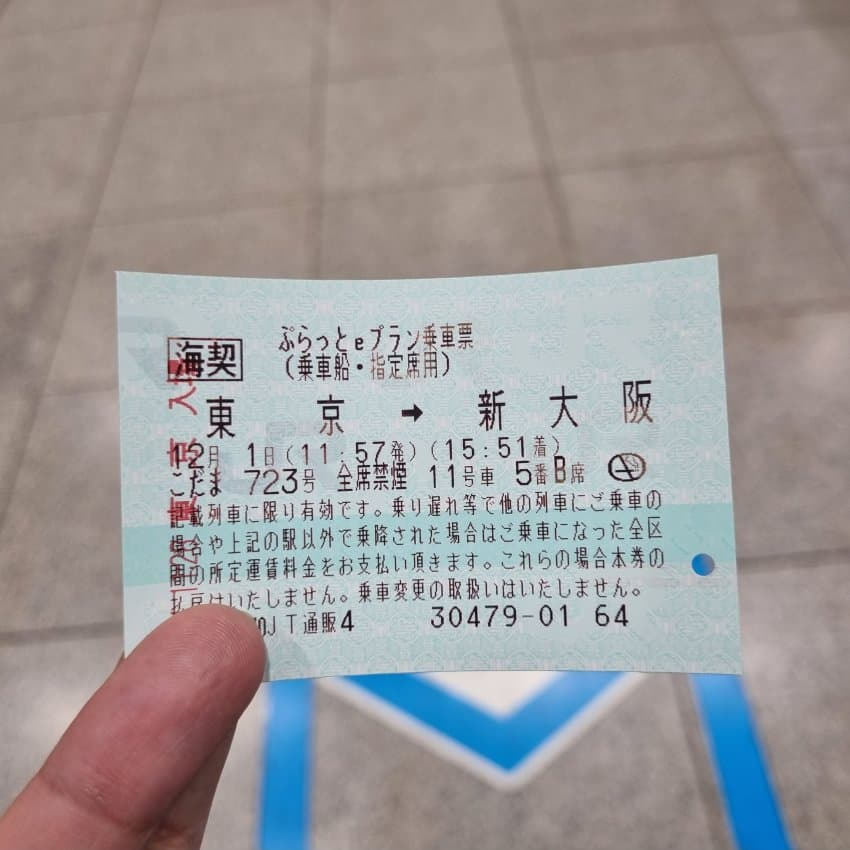 海契
ぷらっとeプラン乗車票
(乗車船・指定席用)
東京 → 新大阪
12月 1日(11:57発)(15:51着)
こだま 723号 全席禁煙 11号車 5番B席
記載列車に限り有効です。乗り遅れ等で他の列車にご乗車の
場合や上記の駅以外で乗降された場合はご乗車になった全区
間の所定運賃料金をお支払い頂きます。これらの場合本券の
払戻はいたしません。乗車変更の取扱いはいたしません。
JT通販4 30479-01 64
東京 入場